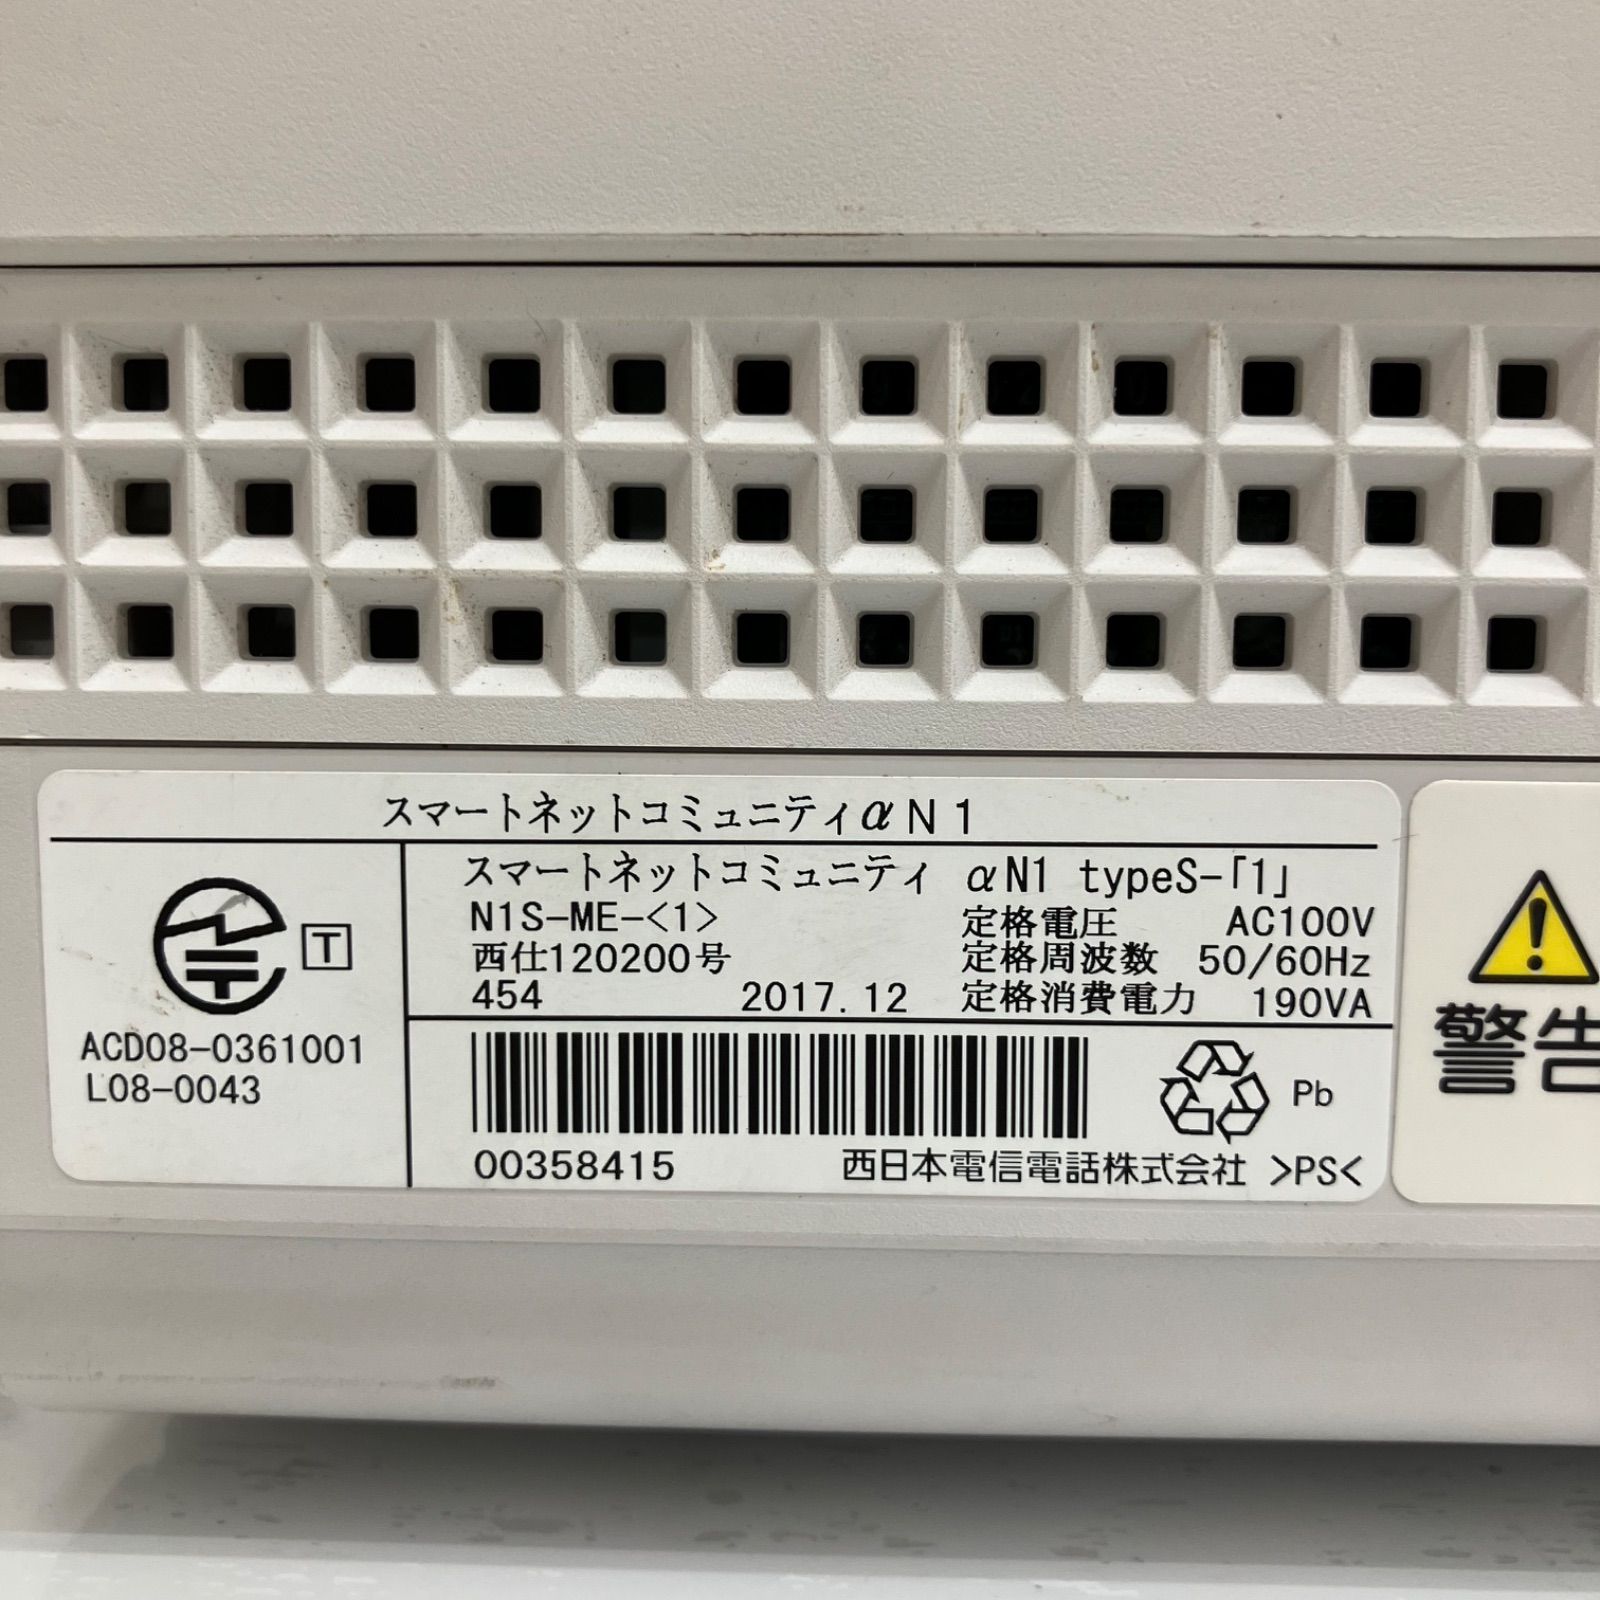 スマートネットコミュニティαN1
スマートネットコミュニティ αN1 typeS-「1」
N1S-ME-<1>
西仕120200号
454 2017.12
定格電圧 AC100V
定格周波数 50/60Hz
定格消費電力 190VA
T
ACD08-0361001
L08-0043
00358415
Pb
西日本電信電話株式会社 >PS<
警告